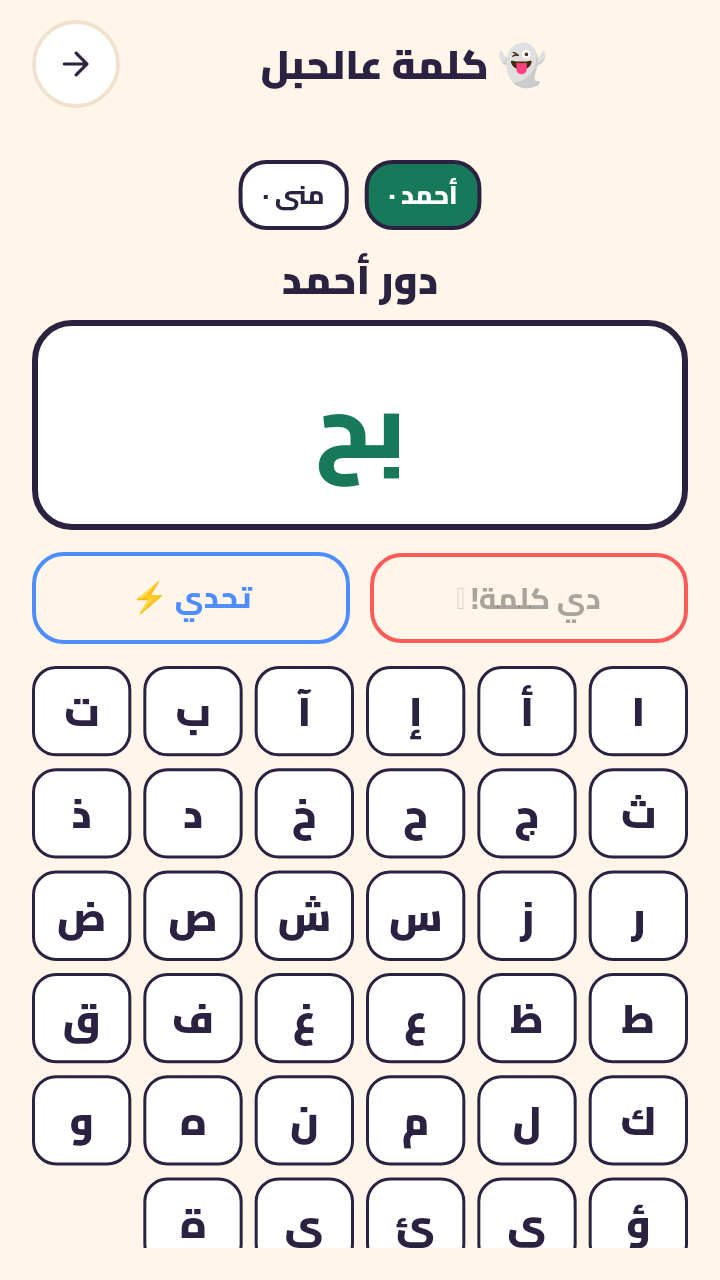 👻 كلمة عالحبل
أحمد ·
منى ·
دور أحمد
بح
دي كلمة!
تحدي ⚡
ا أ إ آ ب ت
ث ج ح خ د ذ
ر ز س ش ص ض
ط ظ ع غ ف ق
ك ل م ن ه و
ؤ ي ئ ى ة